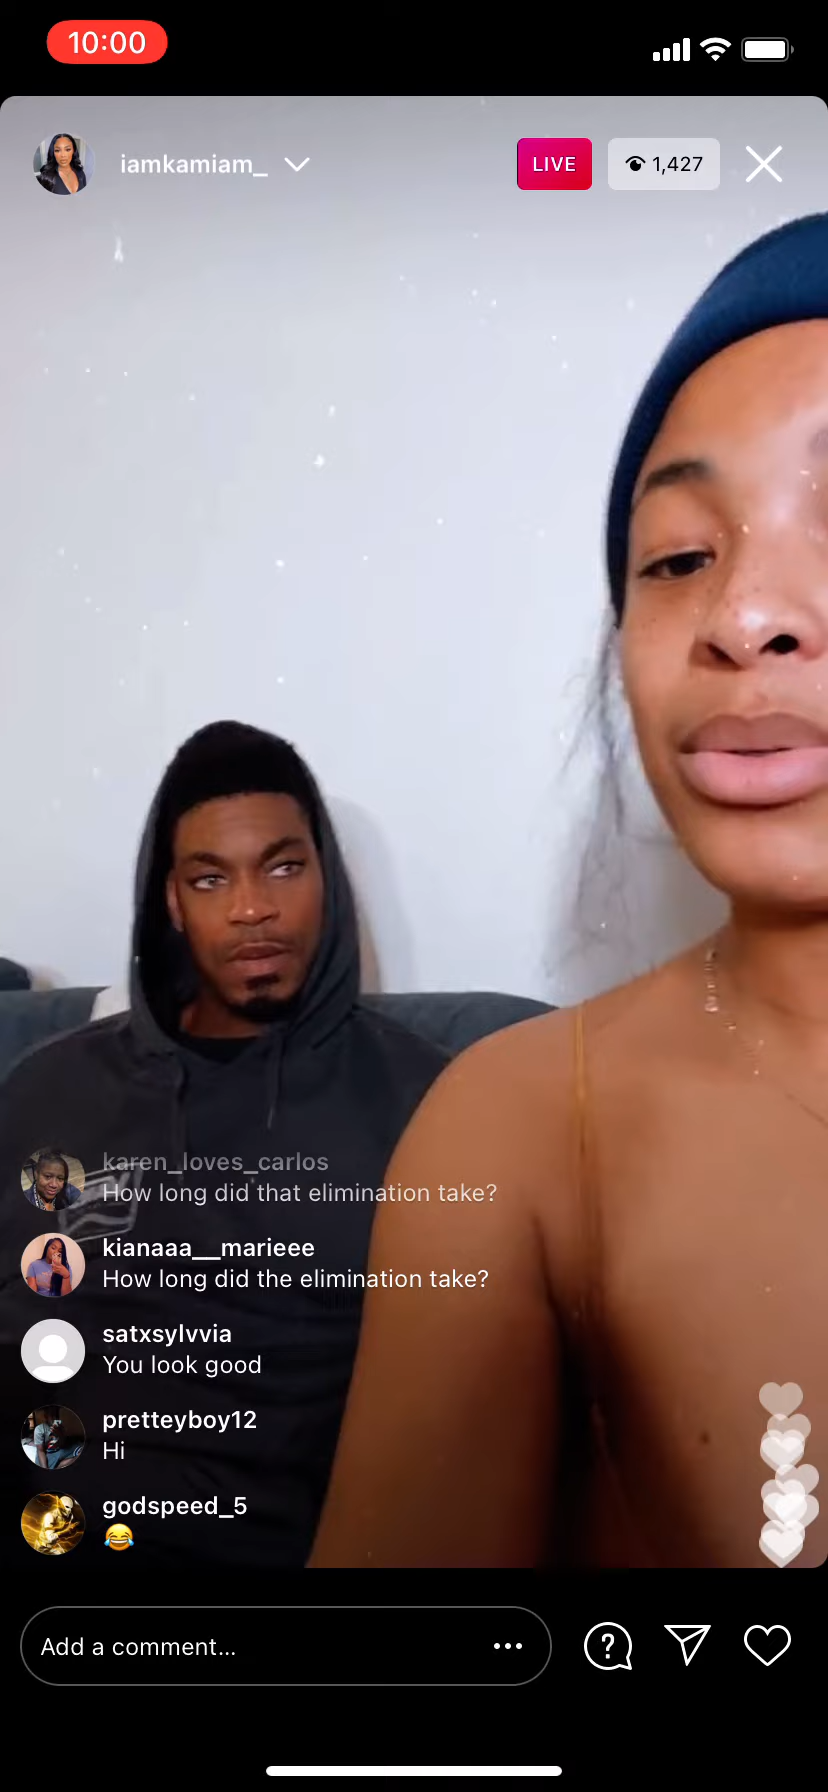 10:00
iamkamiam_
LIVE
1,427
karen_loves_carlos
How long did that elimination take?
kianaaa__marieee
How long did the elimination take?
satxsylvvia
You look good
pretteyboy12
Hi
godspeed_5
😂
Add a comment...